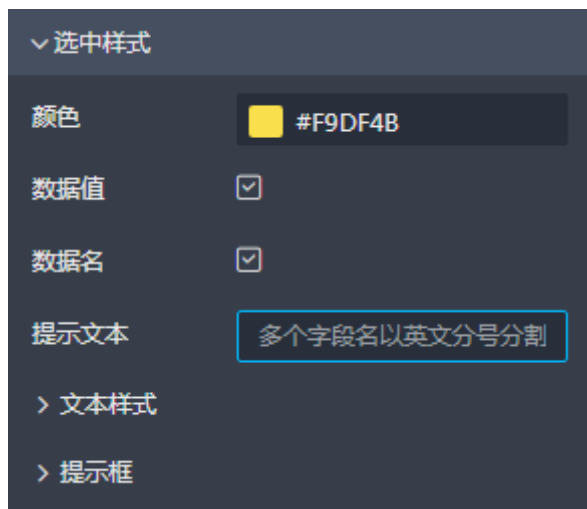 选中样式
颜色 #F9DF4B
数据值
数据名
提示文本 多个字段名以英文分号分割
文本样式
提示框